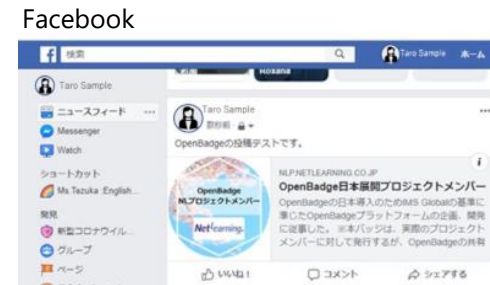 Facebook
f
検索
Taro Sample
ホーム
Roxana
Taro Sample
ニュースフィード
Messenger
Watch
ショートカット
Ms.Tezuka English...
発見
新型コロナウイル...
グループ
ページ
Taro Sample
OpenBadgeの投稿テストです。
OpenBadge
NLプロジェクトメンバー
NetLearning.
NLP.NETLEARNING.CO.JP
i
OpenBadge日本展開プロジェクトメンバー
OpenBadgeの日本導入のためIMS Globalの基準に
準じたOpenBadgeプラットフォームの企画、開発
に従事した。 ※本バッジは、実際のプロジェクト
メンバーに対して発行するが、OpenBadgeの共有
いいね!
コメント
シェアする